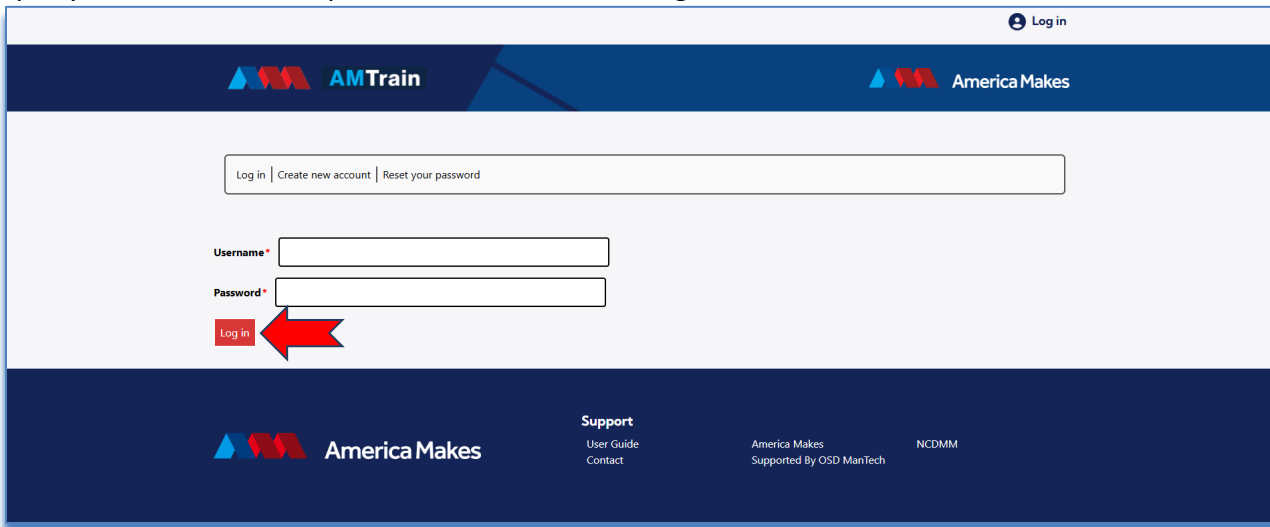 Log in
AMTrain
America Makes
Log in | Create new account | Reset your password
Username*
Password*
Log in
America Makes
Support
User Guide
Contact
America Makes
Supported By OSD ManTech
NCDMM